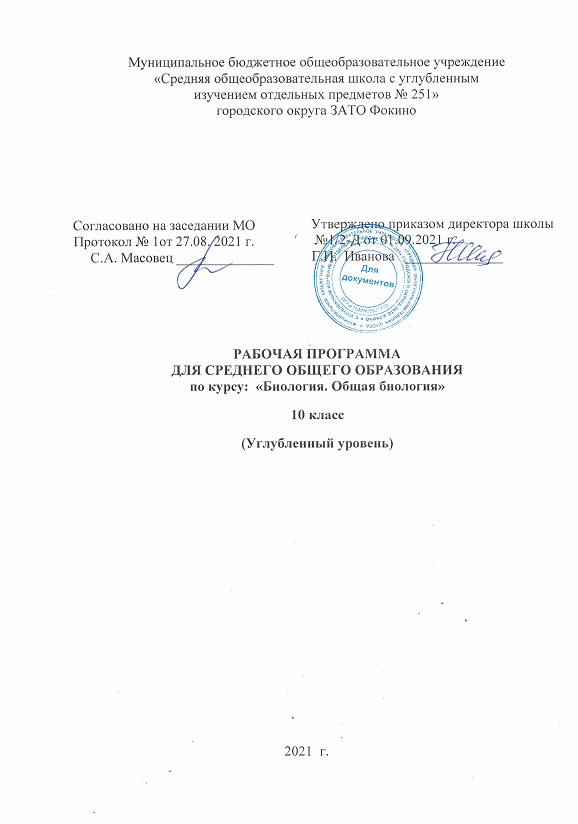 Муниципальное бюджетное общеобразовательное учреждение
«Средняя общеобразовательная школа с углубленным
изучением отдельных предметов № 251»
городского округа ЗАТО Фокино
Согласовано на заседании МО
Протокол № 1от 27.08. 2021 г.
С.А. Масовец
Утверждено приказом директора школы
№1/2-Д от 01.09.2021 г.
Г.И. Иванова
Для
документов
РАБОЧАЯ ПРОГРАММА
ДЛЯ СРЕДНЕГО ОБЩЕГО ОБРАЗОВАНИЯ
по курсу: «Биология. Общая биология»
10 класс
(Углубленный уровень)
2021 г.